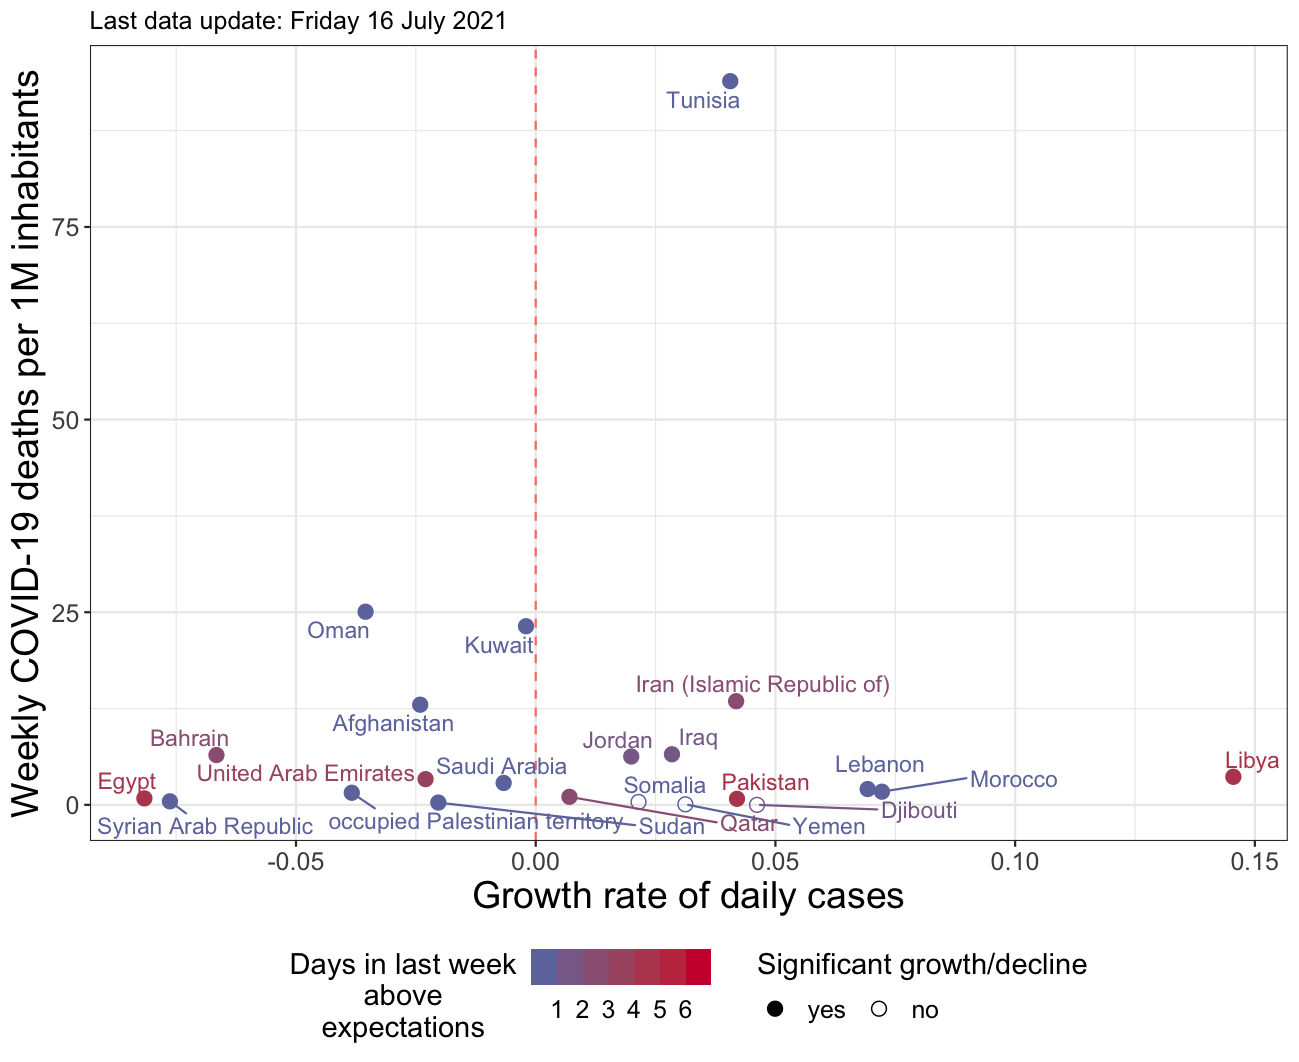 Last data update: Friday 16 July 2021
Weekly COVID-19 deaths per 1M inhabitants
75
50
25
0
Tunisia
Oman
Kuwait
Iran (Islamic Republic of)
Afghanistan
Bahrain
Jordan
Iraq
Egypt
United Arab Emirates
Saudi Arabia
Somalia
Pakistan
Lebanon
Morocco
Libya
Syrian Arab Republic
occupied Palestinian territory
Sudan
Qatar
Yemen
Djibouti
-0.05
0.00
0.05
0.10
0.15
Growth rate of daily cases
Days in last week
above
expectations
1 2 3 4 5 6
Significant growth/decline
yes
no